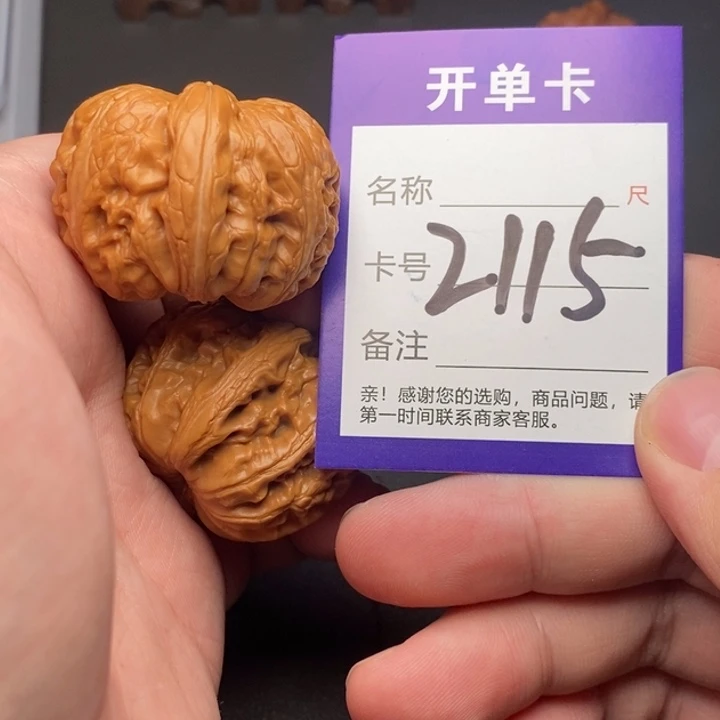 开单卡
名称 尺
卡号 2115
备注
亲！感谢您的选购，商品问题，请
第一时间联系商家客服。